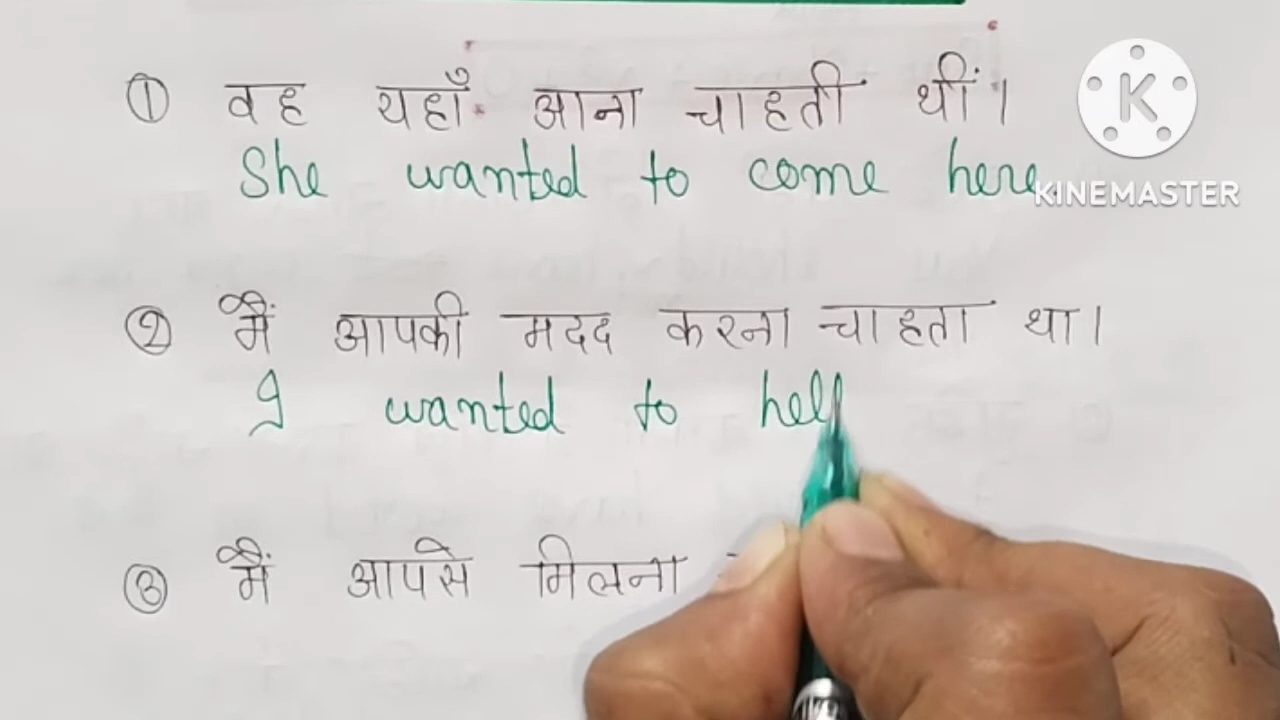 ① वह यहाँ आना चाहती थीं।
She wanted to come here.
② मैं आपकी मदद करना चाहता था।
I wanted to hel
③ मैं आपसे मिलना
K
KINEMASTER